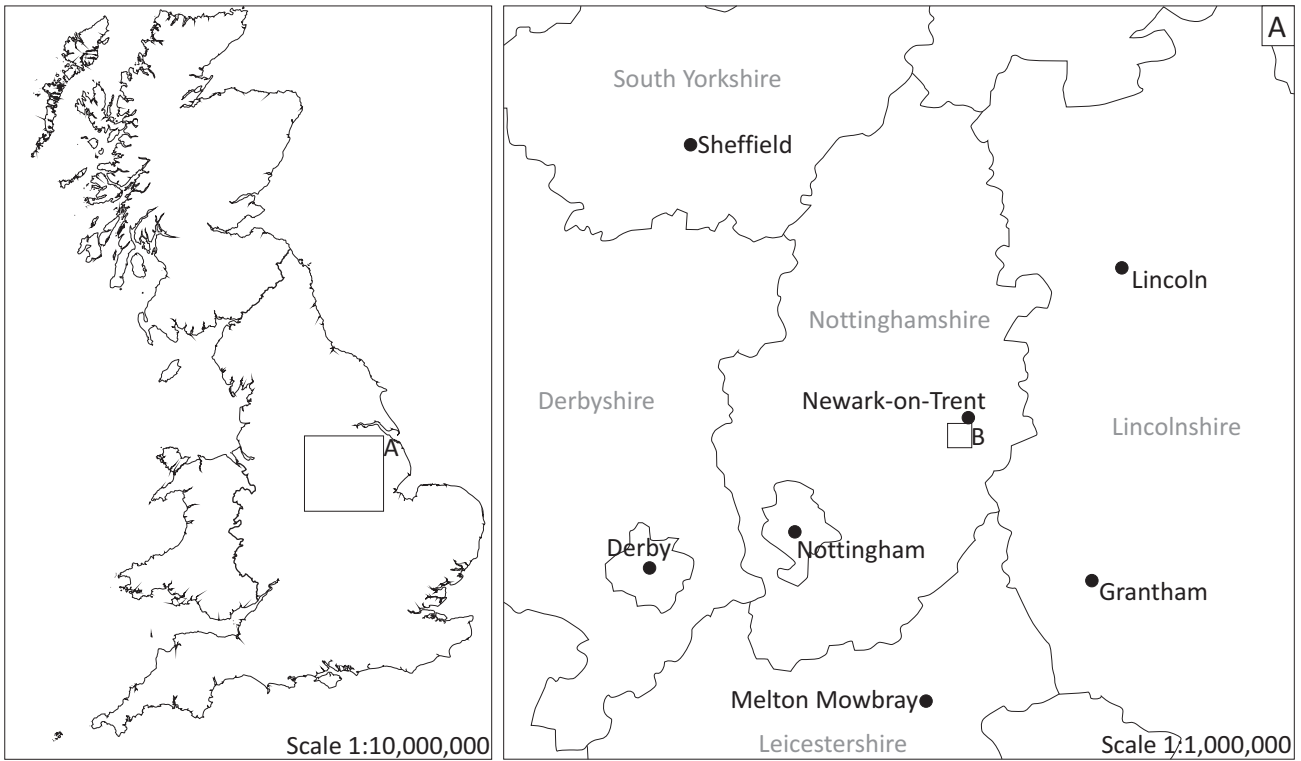 A
Scale 1:10,000,000
A
South Yorkshire
Sheffield
Lincoln
Nottinghamshire
Derbyshire
Newark-on-Trent
Lincolnshire
B
Derby
Nottingham
Grantham
Melton Mowbray
Leicestershire
Scale 1:1,000,000